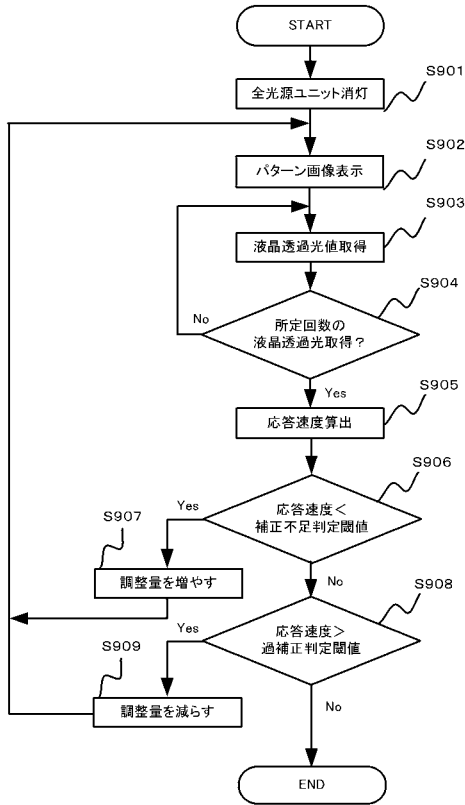 START
S901
全光源ユニット消灯
S902
パターン画像表示
S903
液晶透過光値取得
S904
所定回数の
液晶透過光取得？
No
Yes
S905
応答速度算出
S906
応答速度＜
補正不足判定閾値
Yes
No
S907
調整量を増やす
S908
応答速度＞
過補正判定閾値
Yes
No
S909
調整量を減らす
END